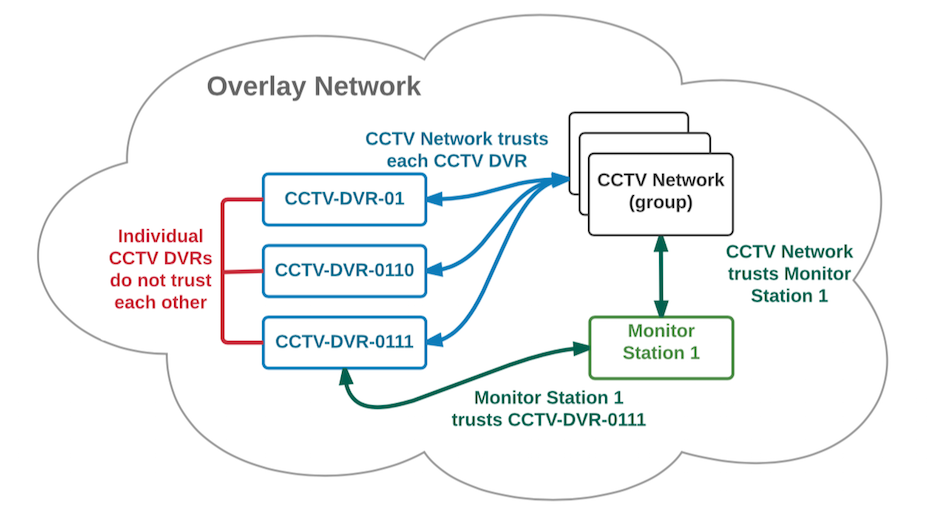 Overlay Network
CCTV Network trusts
each CCTV DVR
CCTV Network
(group)
CCTV-DVR-01
Individual
CCTV DVRs
do not trust
each other
CCTV-DVR-0110
CCTV Network
trusts Monitor
Station 1
CCTV-DVR-0111
Monitor
Station 1
Monitor Station 1
trusts CCTV-DVR-0111